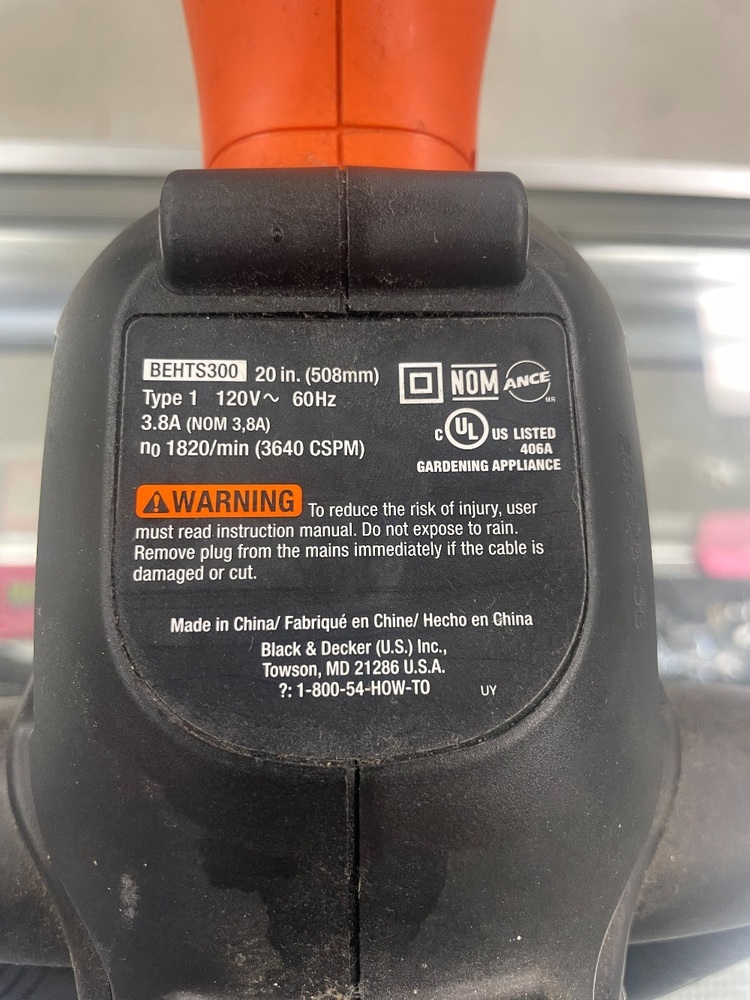 BEHTS300 20 in. (508mm)
Type 1 120V~ 60Hz
3.8A (NOM 3,8A)
n0 1820/min (3640 CSPM)
NOM ANCE
MR
C UL US LISTED
406A
GARDENING APPLIANCE
WARNING To reduce the risk of injury, user
must read instruction manual. Do not expose to rain.
Remove plug from the mains immediately if the cable is
damaged or cut.
Made in China/ Fabriqué en Chine/ Hecho en China
Black & Decker (U.S.) Inc.,
Towson, MD 21286 U.S.A.
?: 1-800-54-HOW-TO UY